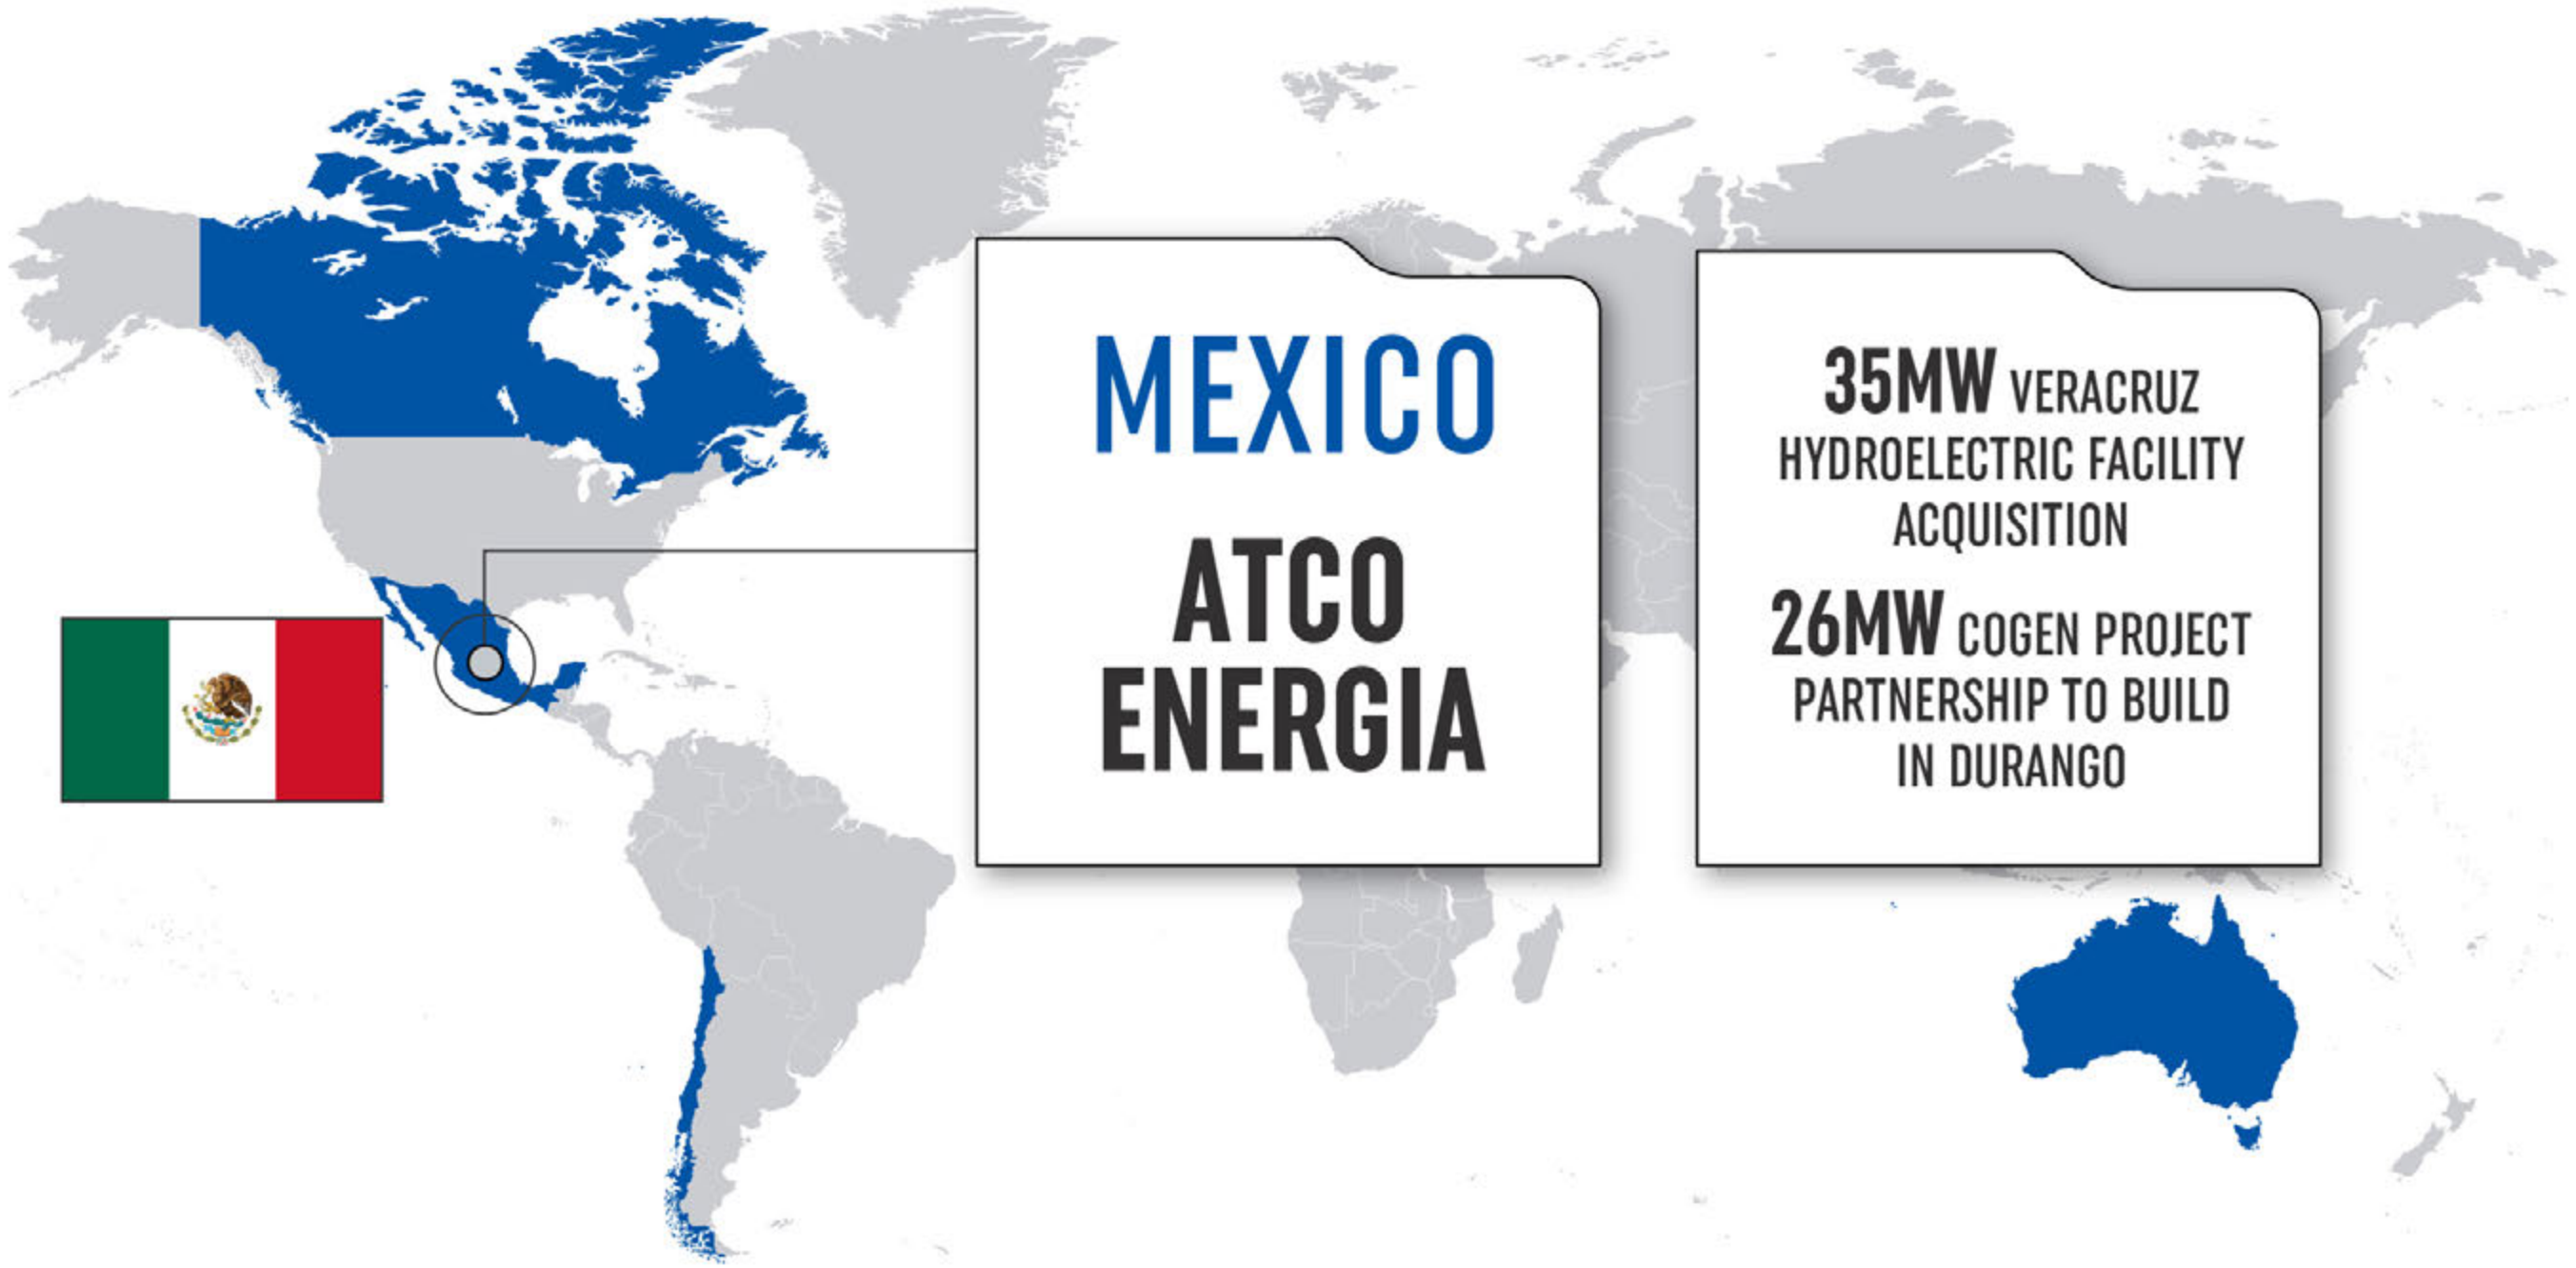 MEXICO
ATCO
ENERGIA
35MW VERACRUZ
HYDROELECTRIC FACILITY
ACQUISITION
26MW COGEN PROJECT
PARTNERSHIP TO BUILD
IN DURANGO